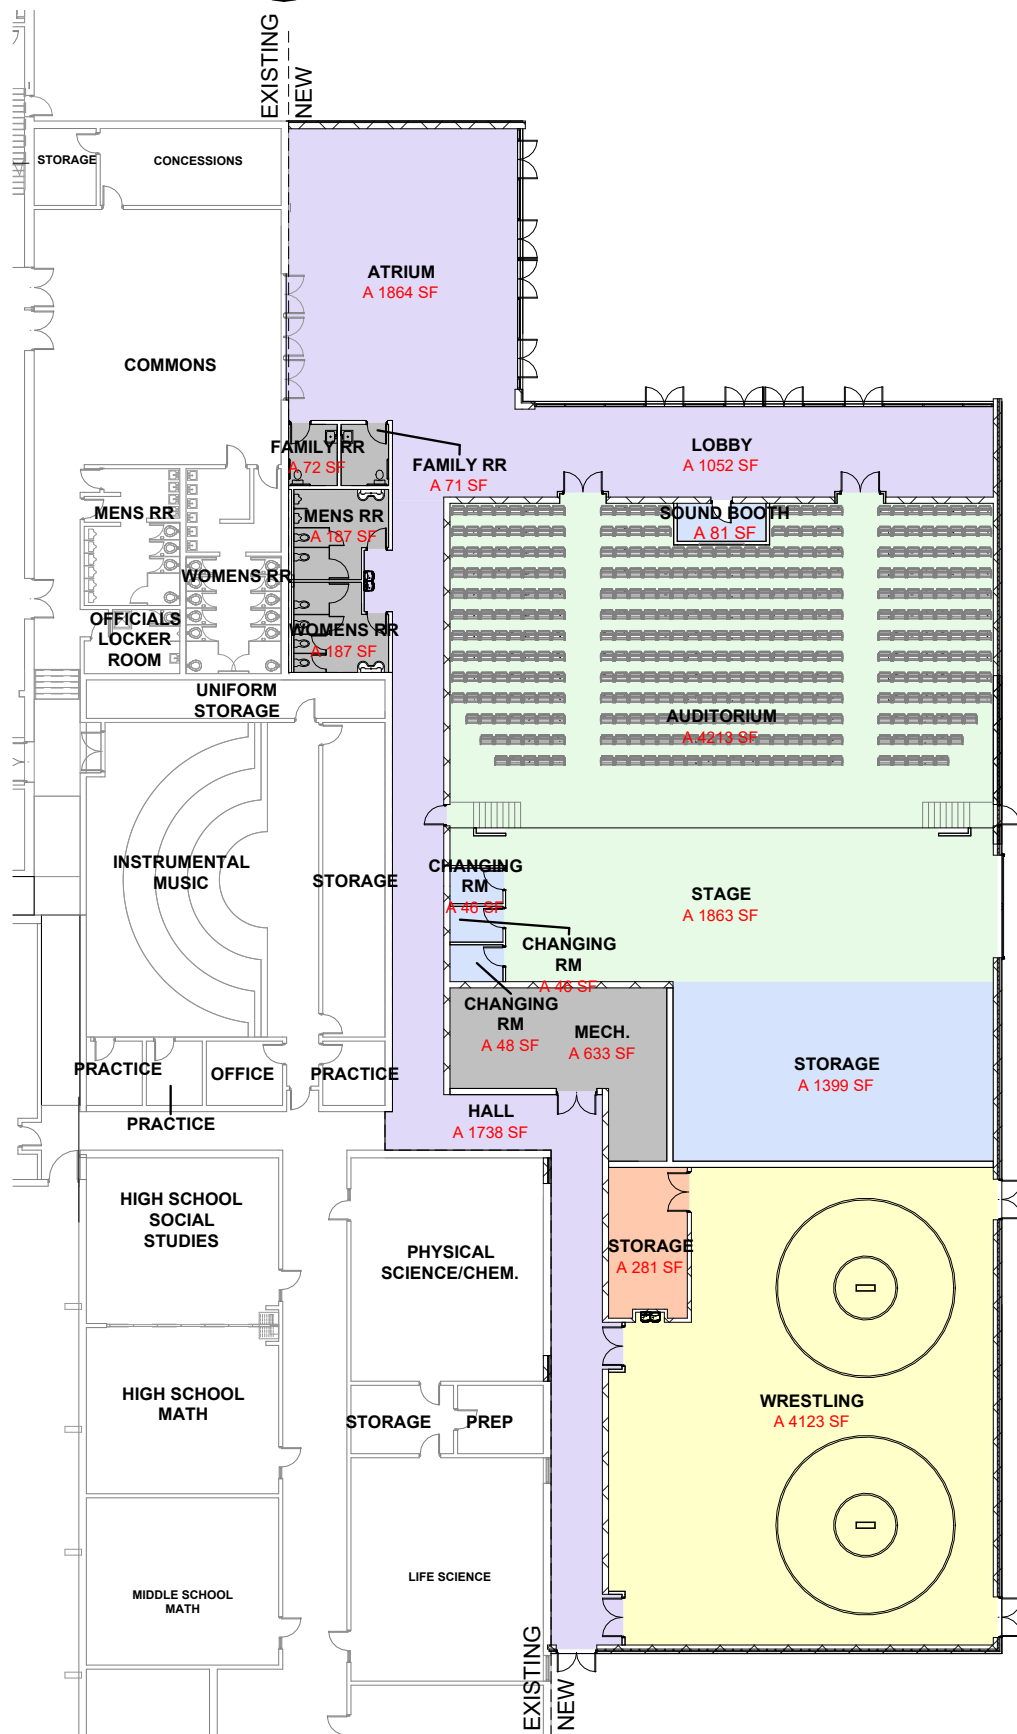 EXISTING
NEW
STORAGE
CONCESSIONS
ATRIUM
A 1864 SF
COMMONS
FAMILY RR
A 72 SF
FAMILY RR
A 71 SF
LOBBY
A 1052 SF
MENS RR
MENS RR
A 187 SF
SOUND BOOTH
A 81 SF
WOMENS RR
OFFICIALS
LOCKER
ROOM
WOMENS RR
A 187 SF
UNIFORM
STORAGE
AUDITORIUM
A 4213 SF
INSTRUMENTAL
MUSIC
STORAGE
CHANGING
RM
A 46 SF
STAGE
A 1863 SF
CHANGING
RM
A 46 SF
CHANGING
RM
A 48 SF
MECH.
A 633 SF
STORAGE
A 1399 SF
PRACTICE
OFFICE
PRACTICE
PRACTICE
HALL
A 1738 SF
HIGH SCHOOL
SOCIAL
STUDIES
PHYSICAL
SCIENCE/CHEM.
STORAGE
A 281 SF
HIGH SCHOOL
MATH
STORAGE
PREP
WRESTLING
A 4123 SF
MIDDLE SCHOOL
MATH
LIFE SCIENCE
EXISTING
NEW